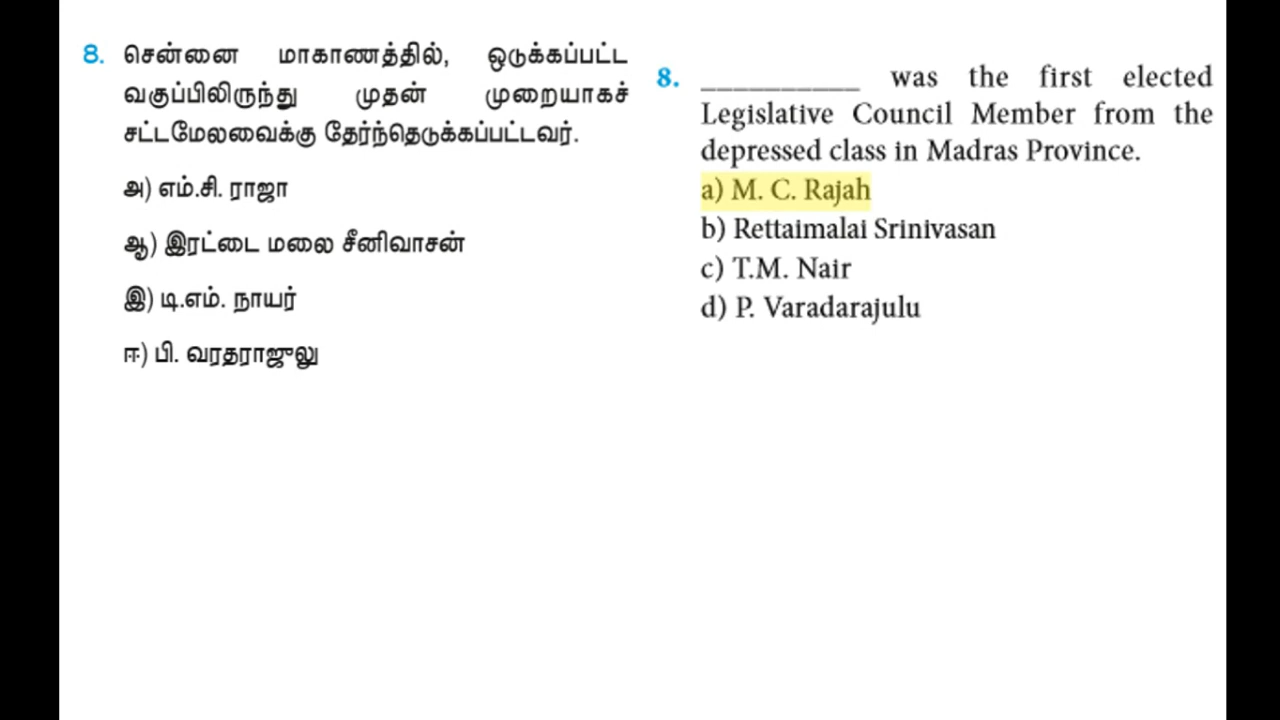 8. சென்னை மாகாணத்தில், ஒடுக்கப்பட்ட
வகுப்பிலிருந்து முதன் முறையாகச்
சட்டமேலவைக்கு தேர்ந்தெடுக்கப்பட்டவர்.
அ) எம்.சி. ராஜா
ஆ) இரட்டை மலை சீனிவாசன்
இ) டி.எம். நாயர்
ஈ) பி. வரதராஜுலு
8. __________ was the first elected
Legislative Council Member from the
depressed class in Madras Province.
a) M. C. Rajah
b) Rettaimalai Srinivasan
c) T.M. Nair
d) P. Varadarajulu